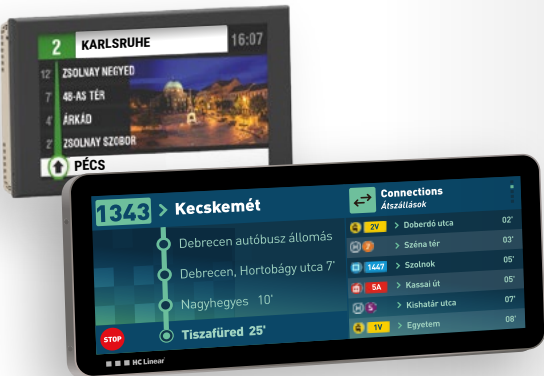 2 KARLSRUHE 16:07
12' ZSOLNAY NEGYED
7' 48-AS TÉR
4' ÁRKÁD
2' ZSOLNAY SZOBOR
PÉCS
1343 > Kecskemét
Debrecen autóbusz állomás
Debrecen, Hortobágy utca 7'
Nagyhegyes 10'
Tiszafüred 25'
STOP
HC Linear
Connections
Átszállások
2V > Doberdó utca 02'
7 > Széna tér 03'
1447 > Szolnok 05'
5A > Kassai út 05'
5 > Kishatár utca 07'
1V > Egyetem 08'